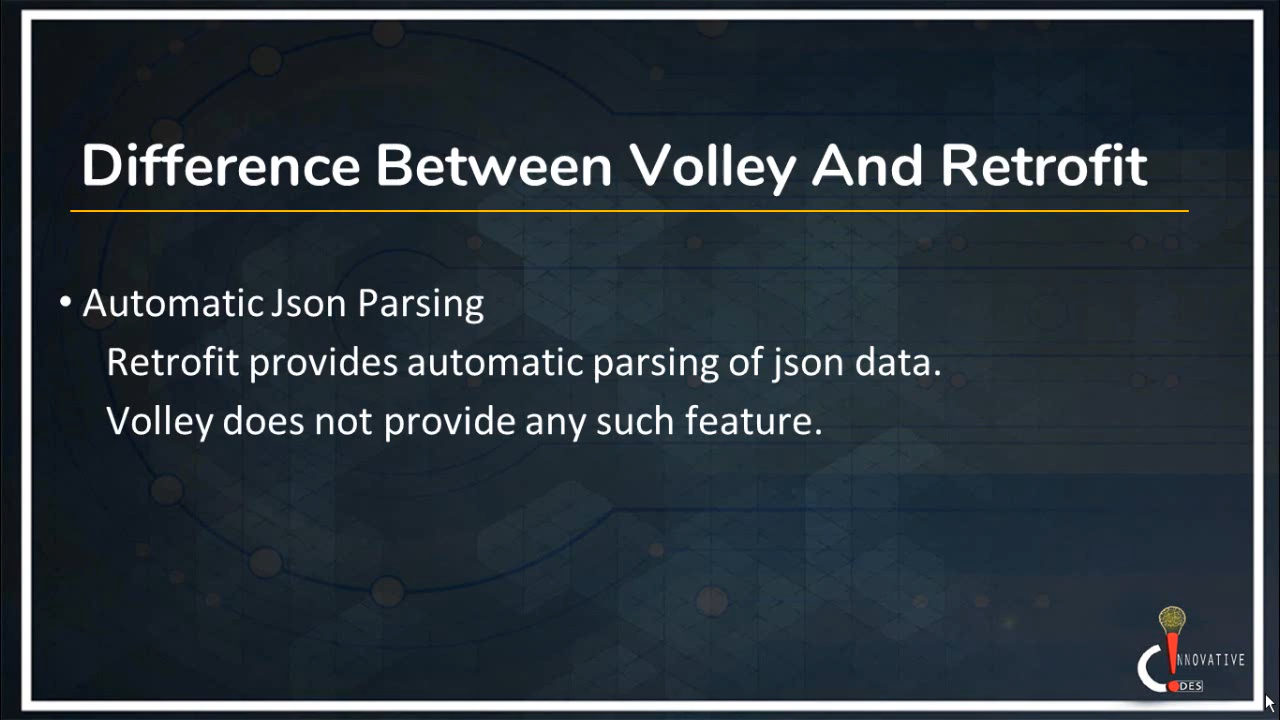 Difference Between Volley And Retrofit
• Automatic Json Parsing
Retrofit provides automatic parsing of json data.
Volley does not provide any such feature.
NNOVATIVE
DES